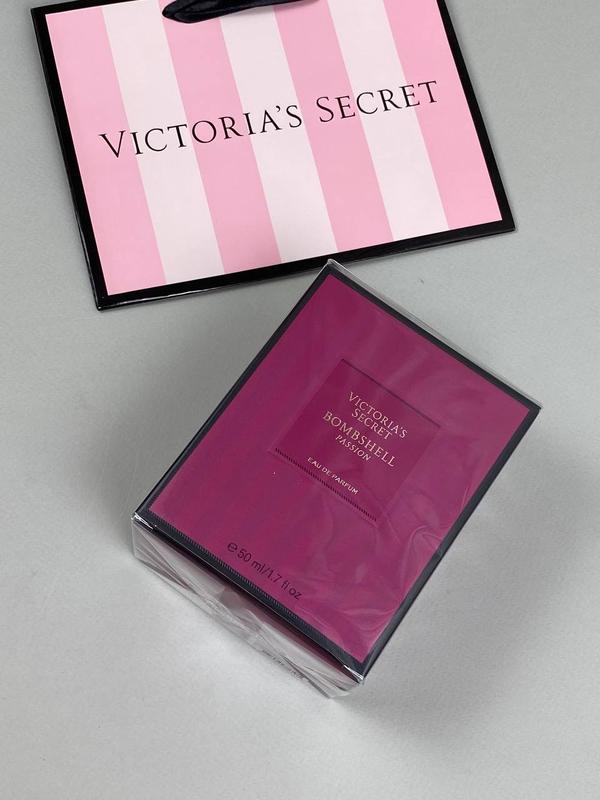 VICTORIA'S SECRET
VICTORIA'S
SECRET
BOMBSHELL
PASSION
EAU DE PARFUM
℮ 50 ml/1.7 fl oz